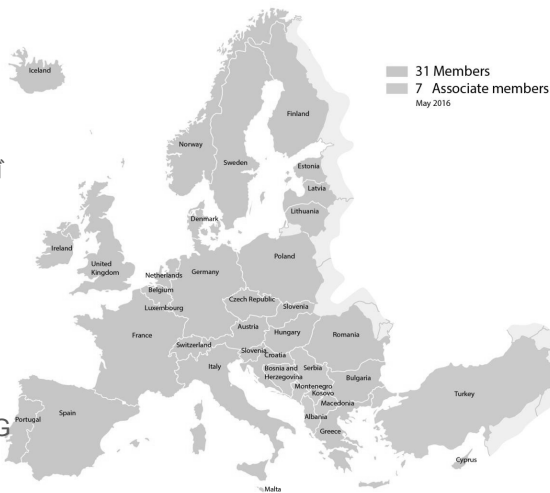 31 Members
7 Associate members
May 2016
Iceland
Finland
Norway
Sweden
Estonia
Latvia
Denmark
Lithuania
Ireland
United
Kingdom
Poland
Netherlands
Germany
Belgium
Czech Republic
Luxembourg
Slovenia
Austria
France
Hungary
Romania
Switzerland
Slovenia
Croatia
Italy
Bosnia and
Herzegovina
Serbia
Bulgaria
Montenegro
Kosovo
Turkey
Macedonia
Spain
Portugal
Albania
G
Greece
Cyprus
Malta